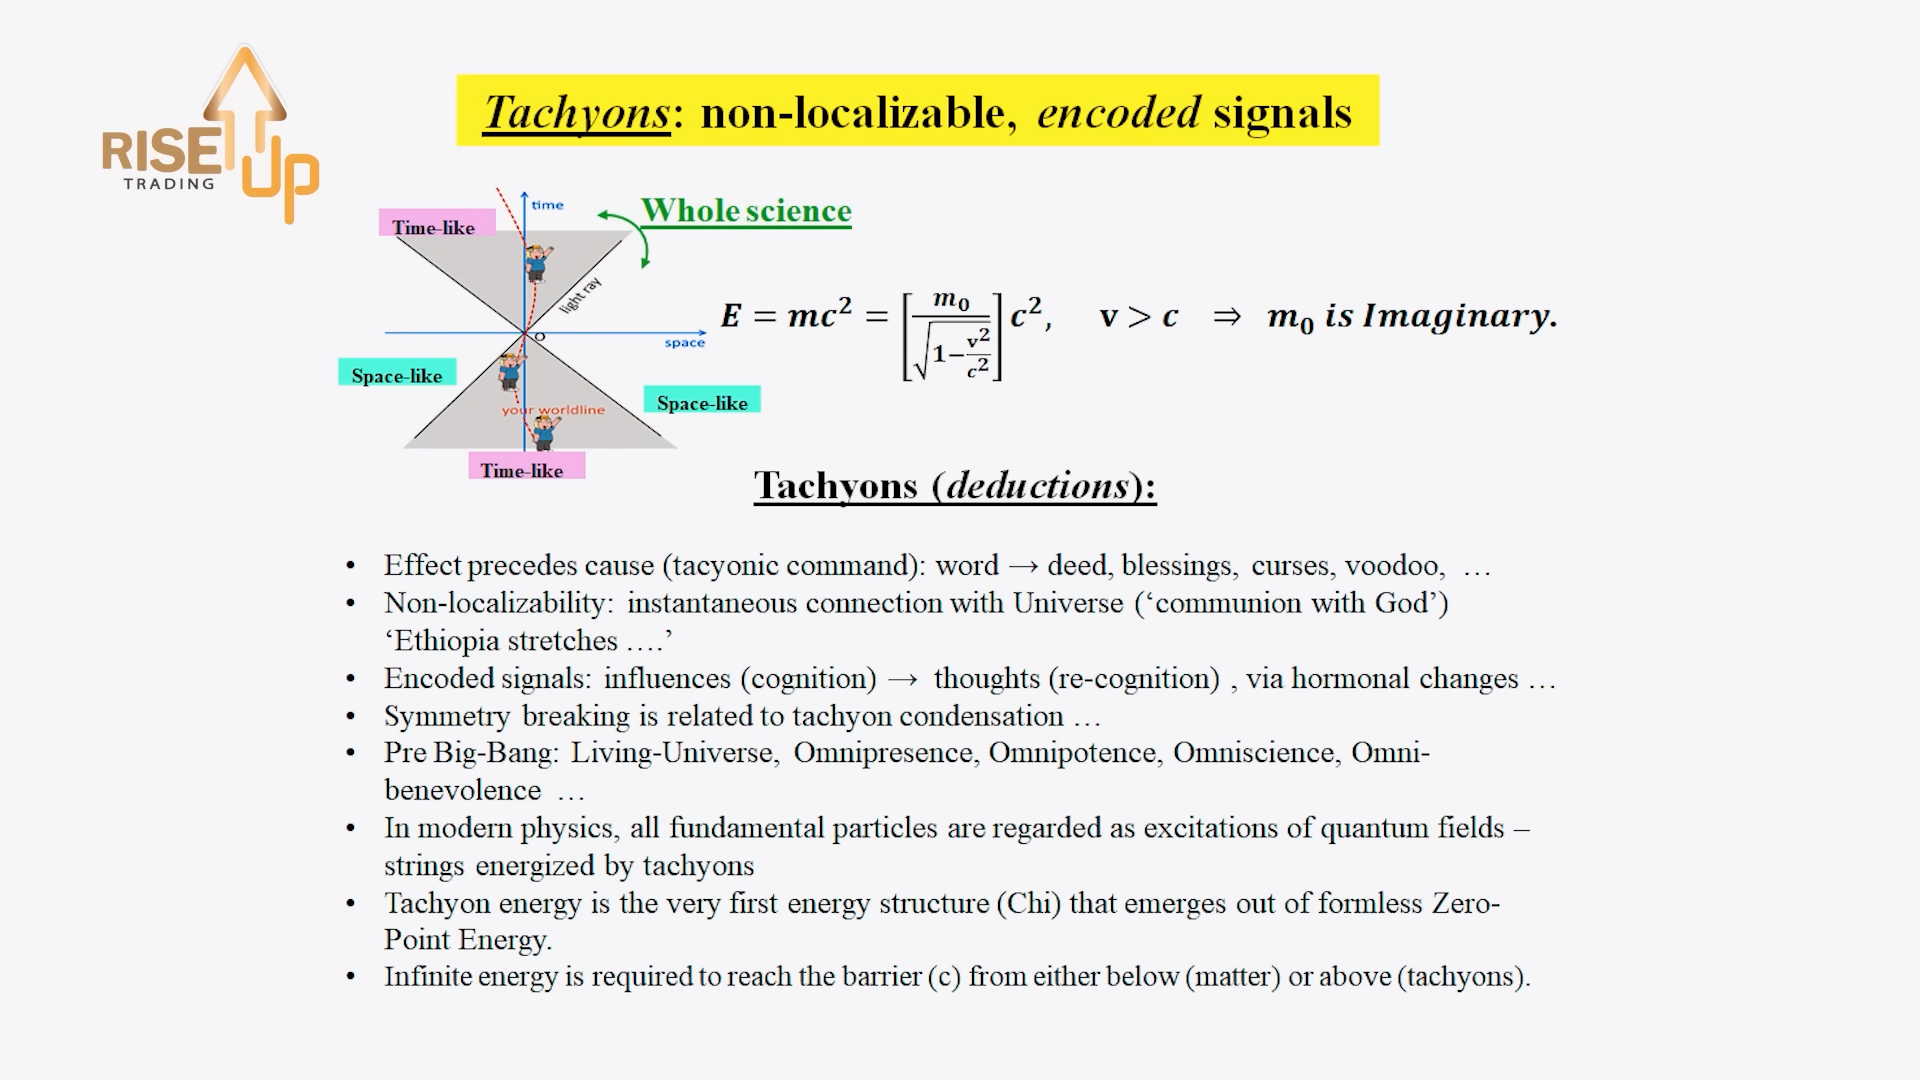 RISE Up
TRADING
Tachyons: non-localizable, encoded signals
time
Whole science
Time-like
light ray
E = mc² = [m₀ / √(1−v²/c²)] c², v > c ⇒ m₀ is Imaginary.
O
space
Space-like
Space-like
your worldline
Time-like
Tachyons (deductions):
• Effect precedes cause (tacyonic command): word → deed, blessings, curses, voodoo, …
• Non-localizability: instantaneous connection with Universe (‘communion with God’)
‘Ethiopia stretches ….’
• Encoded signals: influences (cognition) → thoughts (re-cognition) , via hormonal changes …
• Symmetry breaking is related to tachyon condensation …
• Pre Big-Bang: Living-Universe, Omnipresence, Omnipotence, Omniscience, Omni-
benevolence …
• In modern physics, all fundamental particles are regarded as excitations of quantum fields –
strings energized by tachyons
• Tachyon energy is the very first energy structure (Chi) that emerges out of formless Zero-
Point Energy.
• Infinite energy is required to reach the barrier (c) from either below (matter) or above (tachyons).